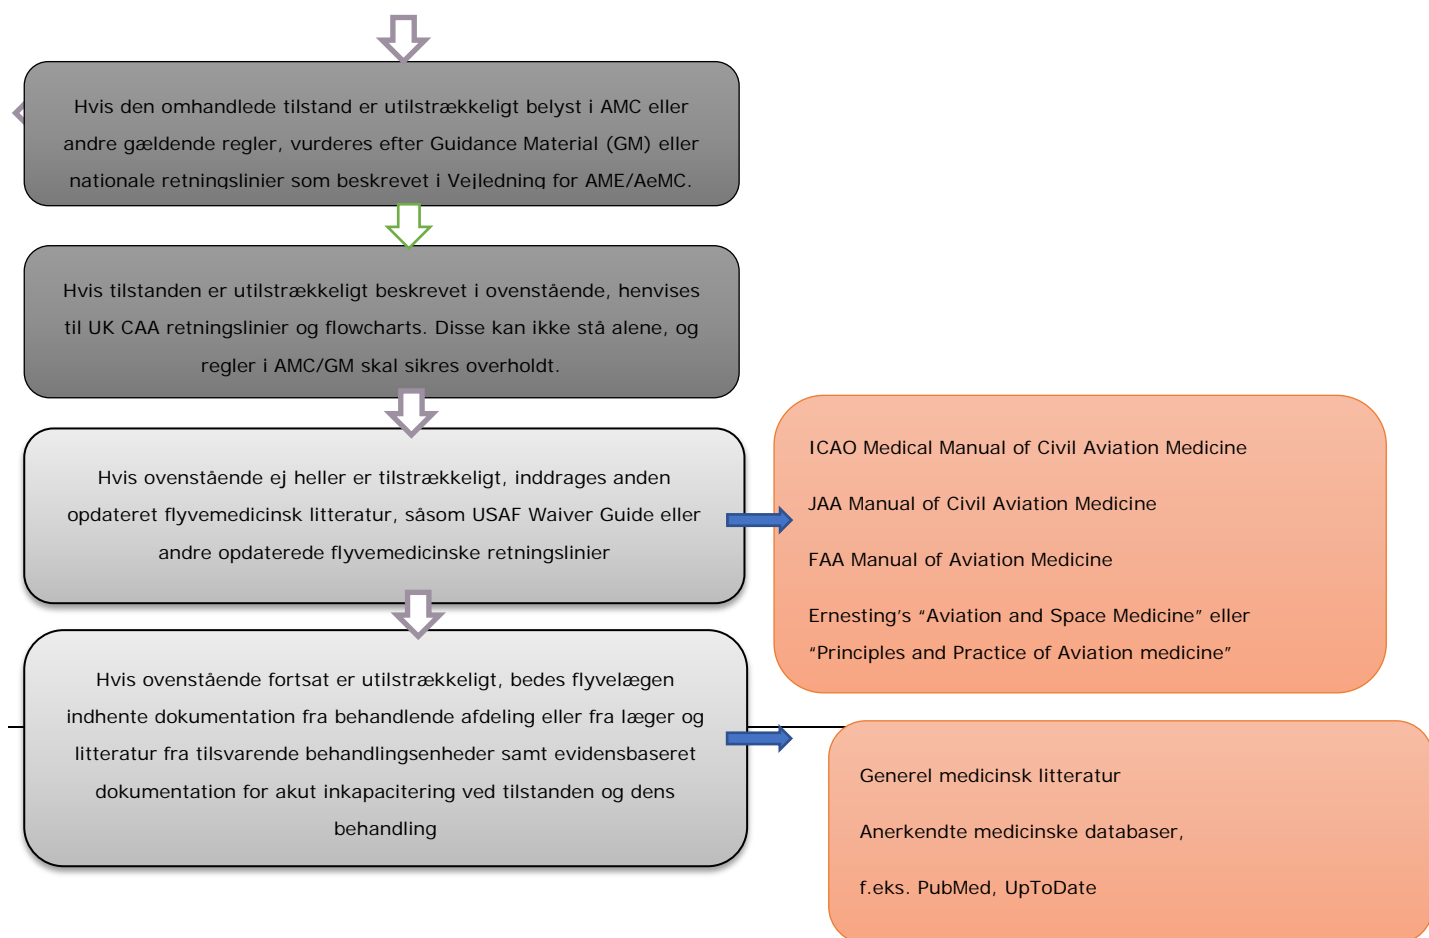 Hvis den omhandlede tilstand er utilstrækkeligt belyst i AMC eller
andre gældende regler, vurderes efter Guidance Material (GM) eller
nationale retningslinier som beskrevet i Vejledning for AME/AeMC.
Hvis tilstanden er utilstrækkeligt beskrevet i ovenstående, henvises
til UK CAA retningslinier og flowcharts. Disse kan ikke stå alene, og
regler i AMC/GM skal sikres overholdt.
Hvis ovenstående ej heller er tilstrækkeligt, inddrages anden
opdateret flyvemedicinsk litteratur, såsom USAF Waiver Guide eller
andre opdaterede flyvemedicinske retningslinier
ICAO Medical Manual of Civil Aviation Medicine
JAA Manual of Civil Aviation Medicine
FAA Manual of Aviation Medicine
Ernesting's “Aviation and Space Medicine” eller
“Principles and Practice of Aviation medicine”
Hvis ovenstående fortsat er utilstrækkeligt, bedes flyvelægen
indhente dokumentation fra behandlende afdeling eller fra læger og
litteratur fra tilsvarende behandlingsenheder samt evidensbaseret
dokumentation for akut inkapacitering ved tilstanden og dens
behandling
Generel medicinsk litteratur
Anerkendte medicinske databaser,
f.eks. PubMed, UpToDate